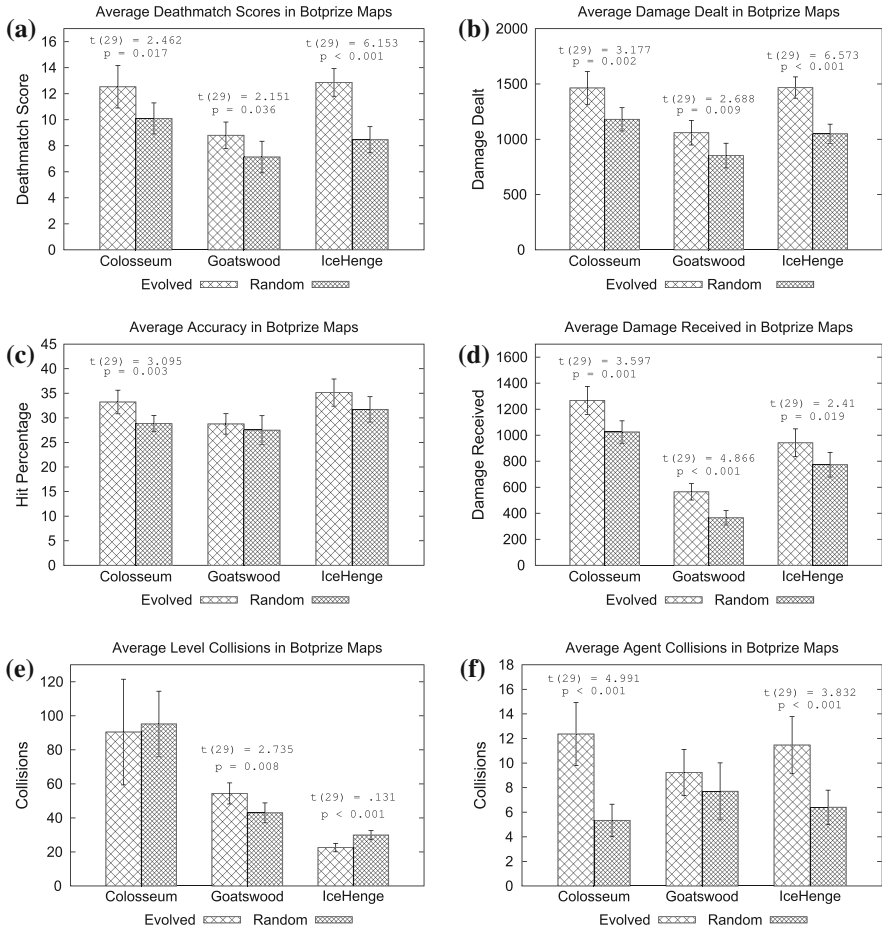 (a)
Average Deathmatch Scores in Botprize Maps
Deathmatch Score
16
14
12
10
8
6
4
2
0
t(29) = 2.462
p = 0.017
t(29) = 2.151
p = 0.036
t(29) = 6.153
p < 0.001
Colosseum Goatswood IceHenge
Evolved Random
(b)
Average Damage Dealt in Botprize Maps
Damage Dealt
2000
1500
1000
500
0
t(29) = 3.177
p = 0.002
t(29) = 2.688
p = 0.009
t(29) = 6.573
p < 0.001
Colosseum Goatswood IceHenge
Evolved Random
(c)
Average Accuracy in Botprize Maps
Hit Percentage
45
40
35
30
25
20
15
10
5
0
t(29) = 3.095
p = 0.003
Colosseum Goatswood IceHenge
Evolved Random
(d)
Average Damage Received in Botprize Maps
Damage Received
1600
1400
1200
1000
800
600
400
200
0
t(29) = 3.597
p = 0.001
t(29) = 4.866
p < 0.001
t(29) = 2.41
p = 0.019
Colosseum Goatswood IceHenge
Evolved Random
(e)
Average Level Collisions in Botprize Maps
Collisions
120
100
80
60
40
20
0
t(29) = 2.735
p = 0.008
t(29) = .131
p < 0.001
Colosseum Goatswood IceHenge
Evolved Random
(f)
Average Agent Collisions in Botprize Maps
Collisions
18
16
14
12
10
8
6
4
2
0
t(29) = 4.991
p < 0.001
t(29) = 3.832
p < 0.001
Colosseum Goatswood IceHenge
Evolved Random